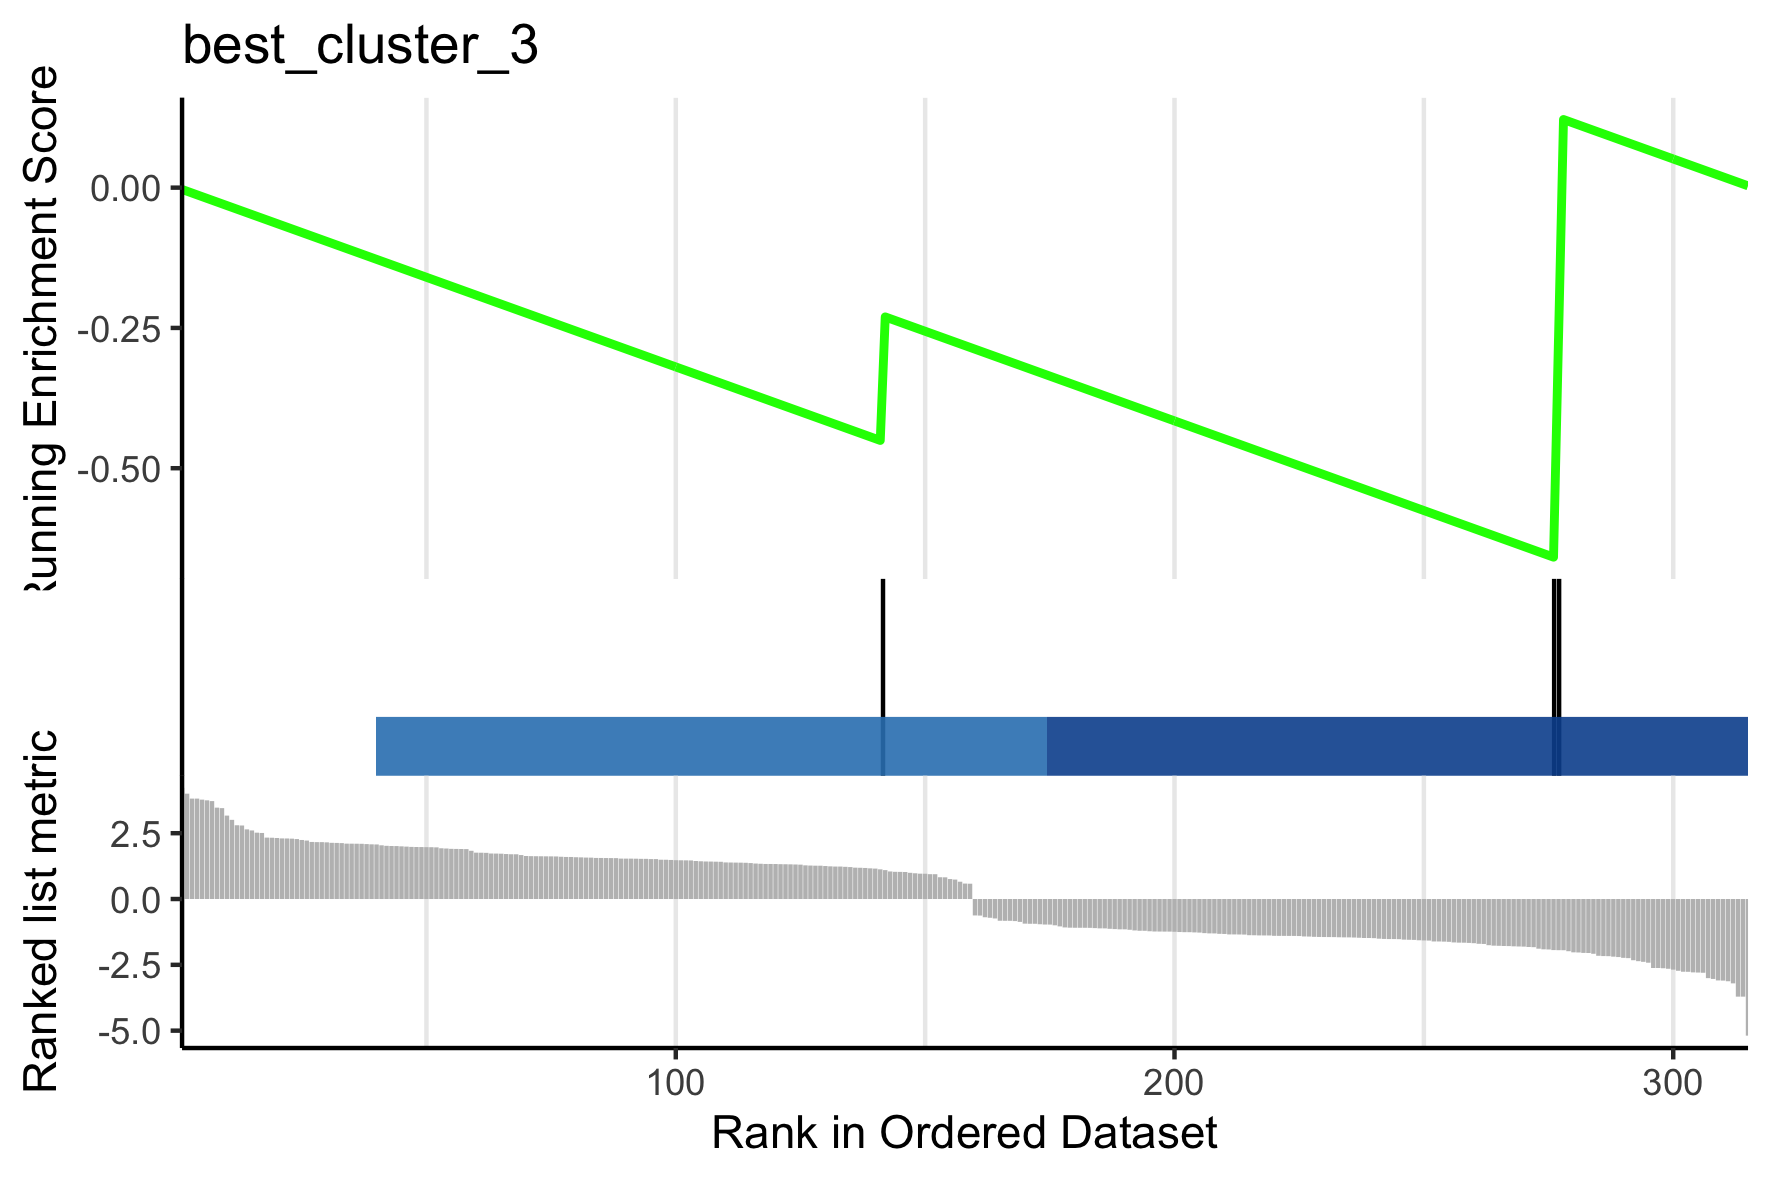 best_cluster_3
Running Enrichment Score
0.00
-0.25
-0.50
Ranked list metric
2.5
0.0
-2.5
-5.0
100
200
300
Rank in Ordered Dataset